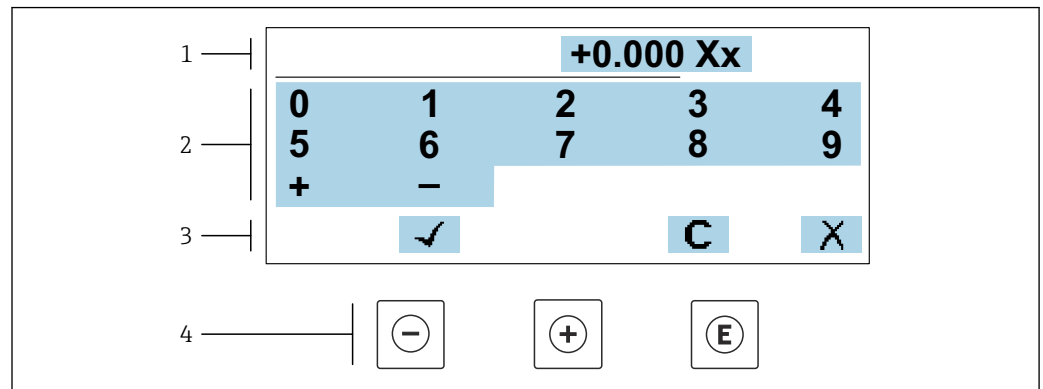 1 +0.000 Xx
0 1 2 3 4
2 5 6 7 8 9
+ −
3 ✓ C X
4 − + E